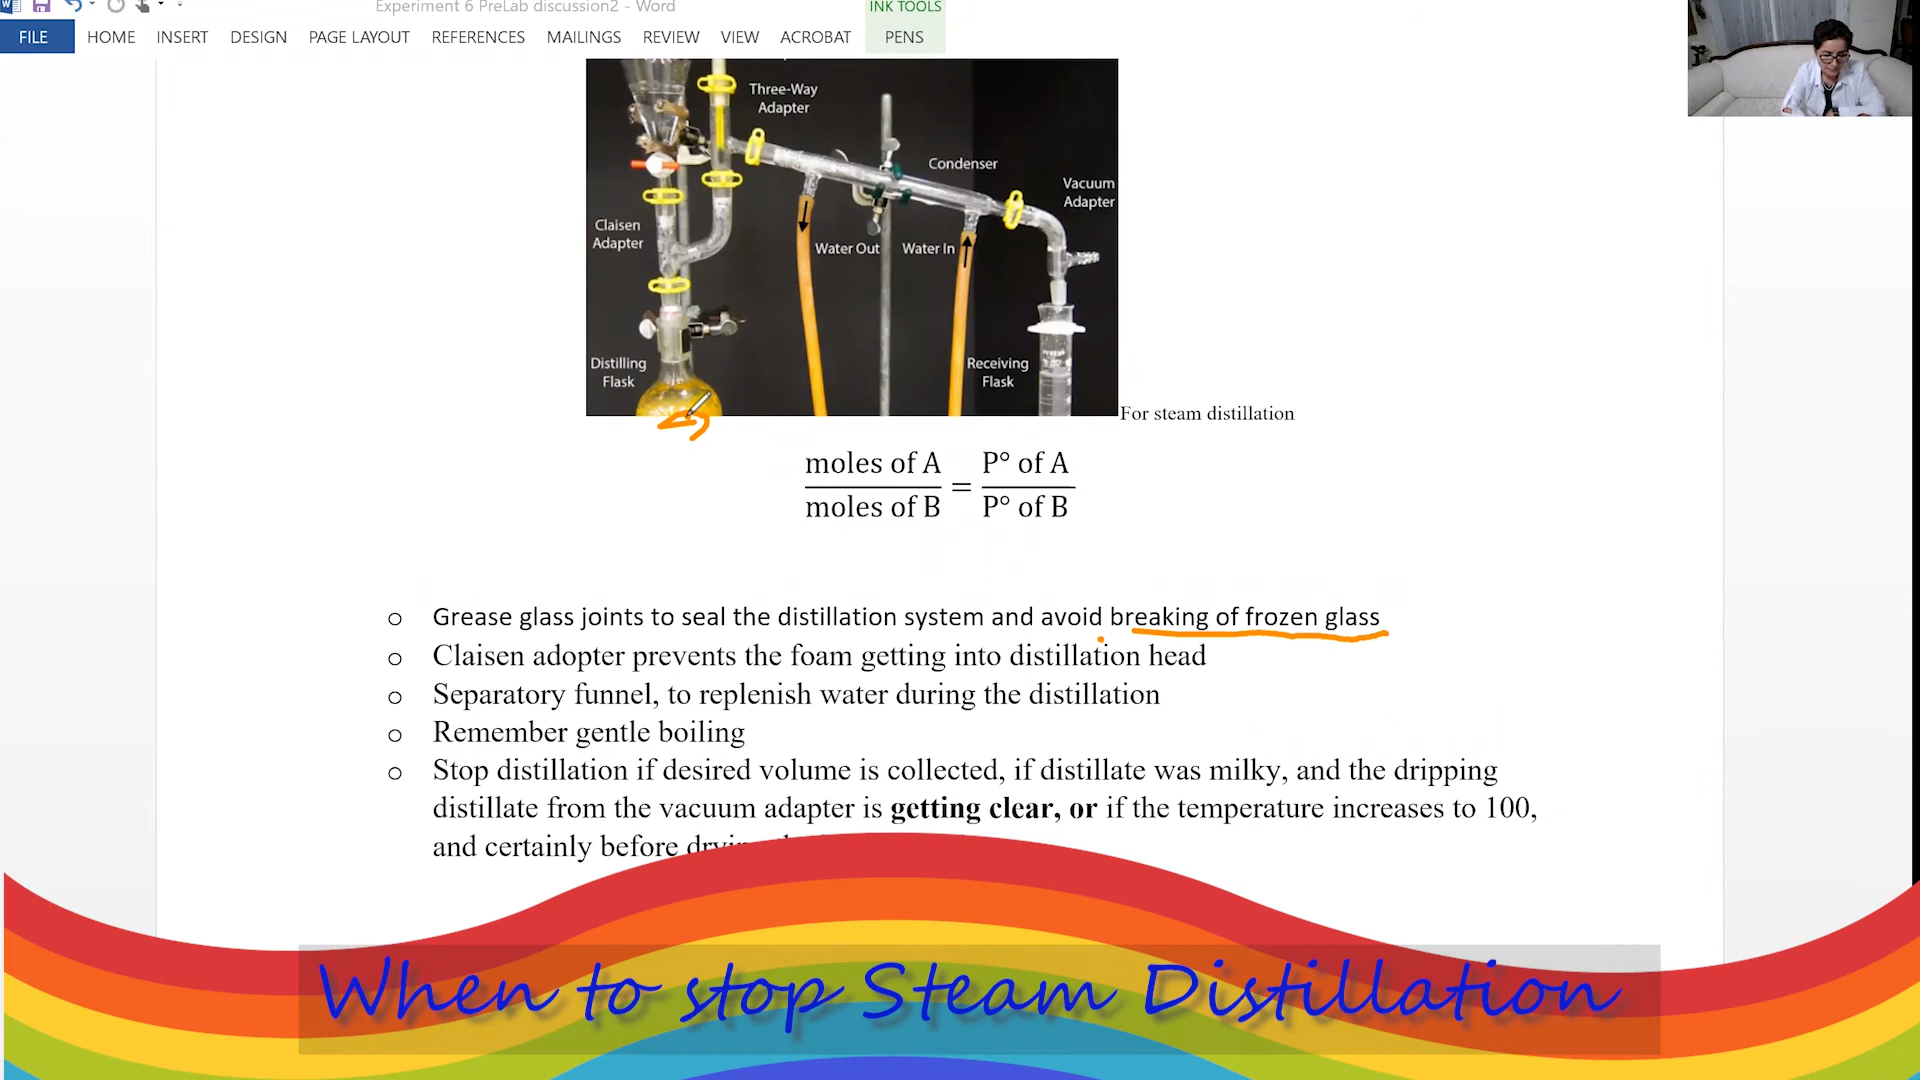 Experiment 6 PreLab discussion2 - Word
INK TOOLS
FILE HOME INSERT DESIGN PAGE LAYOUT REFERENCES MAILINGS REVIEW VIEW ACROBAT PENS
Three-Way
Adapter
Condenser
Vacuum
Adapter
Claisen
Adapter
Water Out
Water In
Distilling
Flask
Receiving
Flask
For steam distillation
moles of A / moles of B = P° of A / P° of B
o Grease glass joints to seal the distillation system and avoid breaking of frozen glass
o Claisen adopter prevents the foam getting into distillation head
o Separatory funnel, to replenish water during the distillation
o Remember gentle boiling
o Stop distillation if desired volume is collected, if distillate was milky, and the dripping
distillate from the vacuum adapter is getting clear, or if the temperature increases to 100,
and certainly before
When to stop Steam Distillation